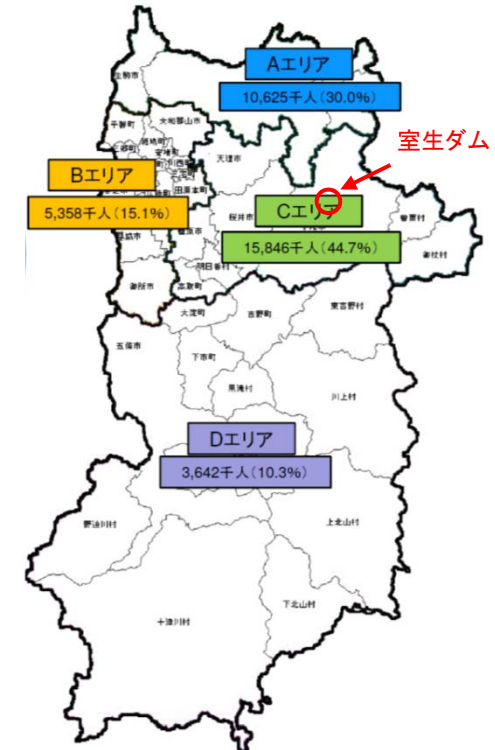 生駒市
Aエリア
10,625千人(30.0%)
室生ダム
平群町
大和郡山市
天理市
Bエリア
5,358千人(15.1%)
田原本町
桜井市
Cエリア
15,846千人(44.7%)
曽爾村
御杖村
明日香村
御所市
高取町
大淀町
吉野町
東吉野村
五條市
下市町
黒滝村
川上村
Dエリア
3,642千人(10.3%)
野迫川村
上北山村
下北山村
十津川村